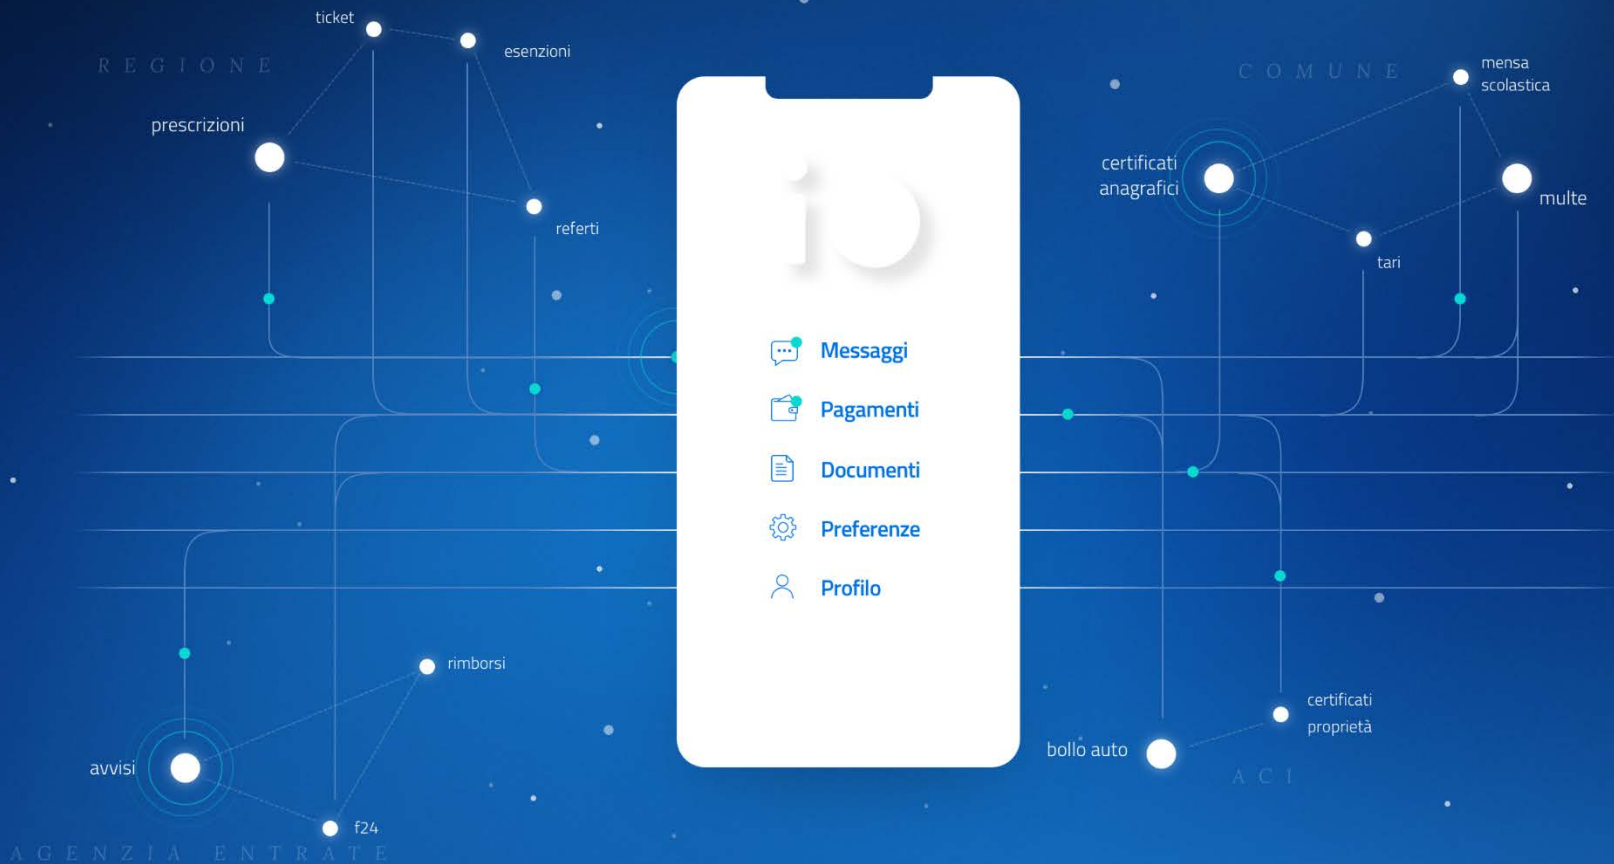 ticket
esenzioni
REGIONE
prescrizioni
referti
COMUNE
mensa
scolastica
certificati
anagrafici
multe
tari
io
Messaggi
Pagamenti
Documenti
Preferenze
Profilo
rimborsi
avvisi
f24
AGENZIA ENTRATE
certificati
proprietà
bollo auto
ACI